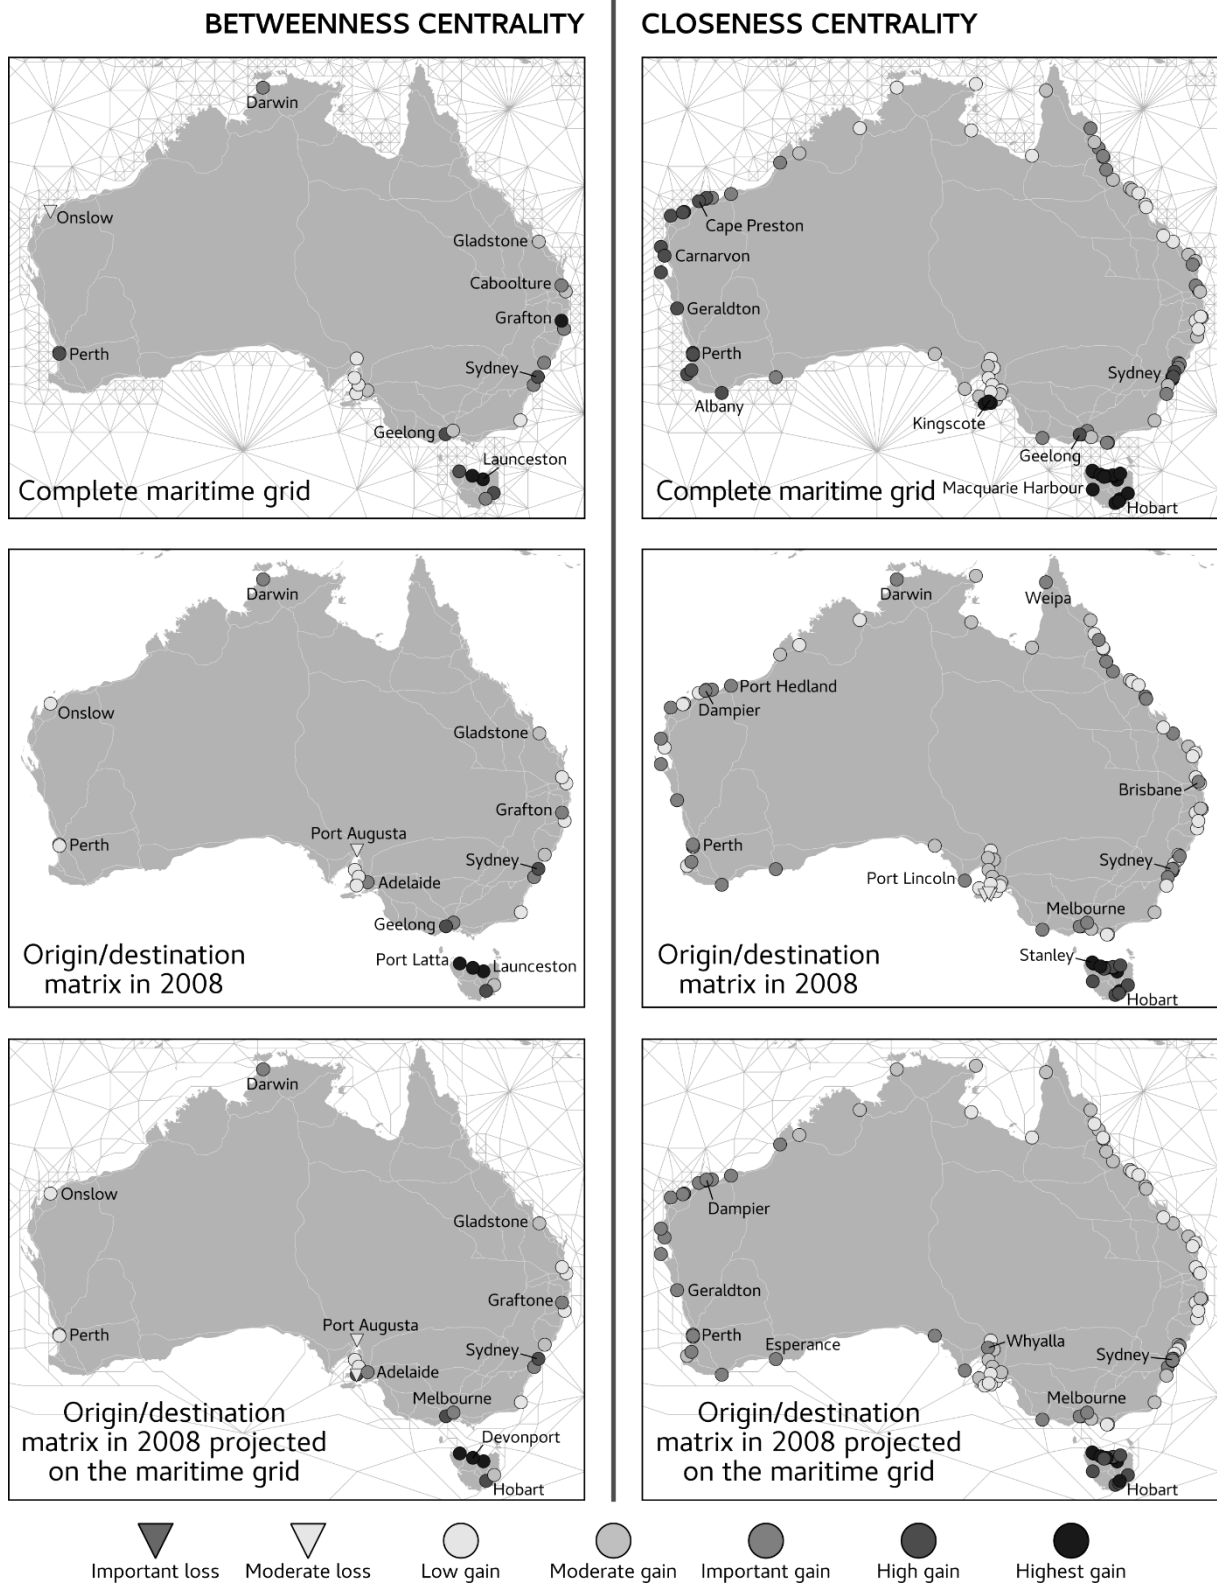 BETWEENNESS CENTRALITY
CLOSENESS CENTRALITY
Darwin
Onslow
Gladstone
Caboolture
Grafton
Perth
Sydney
Geelong
Launceston
Complete maritime grid
Cape Preston
Carnarvon
Geraldton
Perth
Sydney
Albany
Kingscote
Geelong
Macquarie Harbour
Hobart
Complete maritime grid
Darwin
Onslow
Gladstone
Grafton
Port Augusta
Perth
Sydney
Adelaide
Geelong
Port Latta
Launceston
Origin/destination
matrix in 2008
Darwin
Weipa
Port Hedland
Dampier
Brisbane
Perth
Sydney
Port Lincoln
Melbourne
Stanley
Hobart
Origin/destination
matrix in 2008
Darwin
Onslow
Gladstone
Graftone
Port Augusta
Perth
Sydney
Adelaide
Melbourne
Devonport
Hobart
Origin/destination
matrix in 2008 projected
on the maritime grid
Dampier
Geraldton
Perth
Esperance
Whyalla
Sydney
Melbourne
Hobart
Origin/destination
matrix in 2008 projected
on the maritime grid
Important loss
Moderate loss
Low gain
Moderate gain
Important gain
High gain
Highest gain